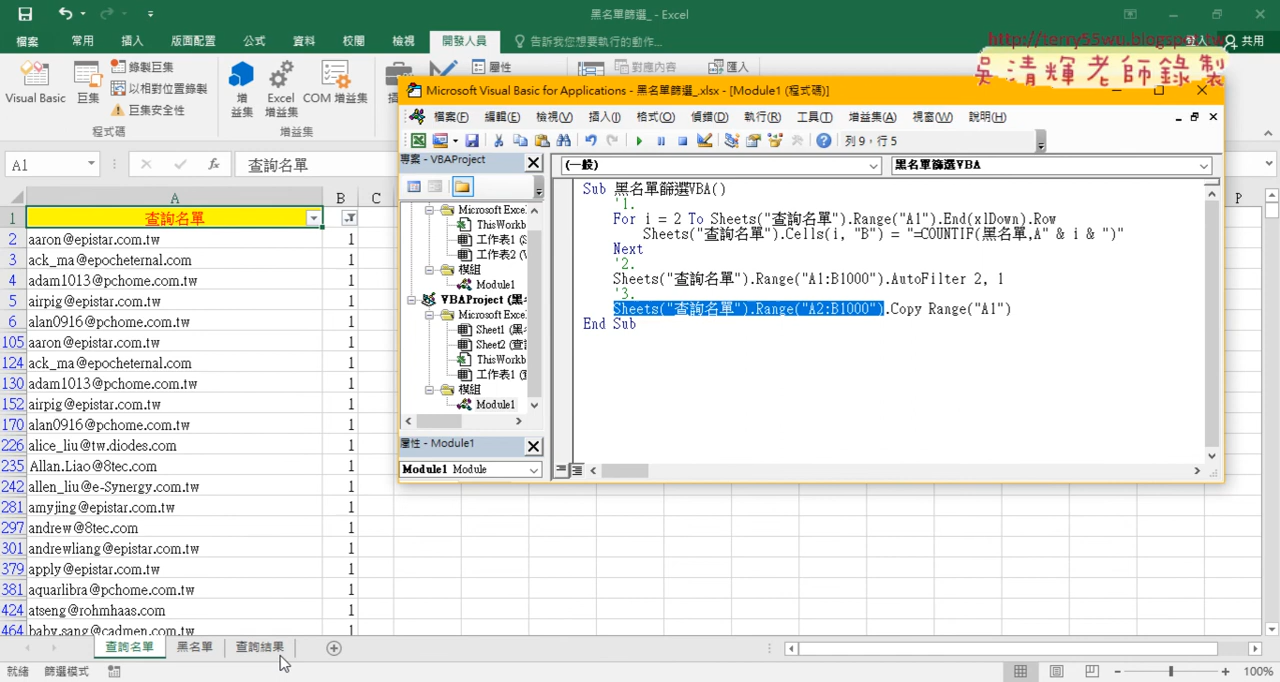 黑名單篩選_ - Excel
檔案 常用 插入 版面配置 公式 資料 校閱 檢視 開發人員 告訴我您想要執行的動作... 登入 共用
http://terry55wu.blogspot.tw
吳清輝老師錄製
Visual Basic 巨集 錄製巨集 以相對位置錄製 巨集安全性 程式碼
增益集 Excel 增益集 COM 增益集 增益集
屬性 對應內容 匯入
A1 fx 查詢名單
A B C P
1 查詢名單
2 aaron@epistar.com.tw 1
3 ack_ma@epocheternal.com 1
4 adam1013@pchome.com.tw 1
5 airpig@epistar.com.tw 1
6 alan0916@pchome.com.tw 1
105 aaron@epistar.com.tw 1
124 ack_ma@epocheternal.com 1
130 adam1013@pchome.com.tw 1
152 airpig@epistar.com.tw 1
170 alan0916@pchome.com.tw 1
226 alice_liu@tw.diodes.com 1
235 Allan.Liao@8tec.com 1
242 allen_liu@e-Synergy.com.tw 1
281 amyjing@epistar.com.tw 1
297 andrew@8tec.com 1
301 andrewliang@epistar.com.tw 1
379 apply@epistar.com.tw 1
381 aquarlibra@pchome.com.tw 1
424 atseng@rohmhaas.com 1
464 baby.sang@cadmen.com.tw 1
Microsoft Visual Basic for Applications - 黑名單篩選_.xlsx - [Module1 (程式碼)]
檔案(F) 編輯(E) 檢視(V) 插入(I) 格式(O) 偵錯(D) 執行(R) 工具(T) 增益集(A) 視窗(W) 說明(H)
列 9，行 5
專案 - VBAProject
Microsoft Exce
ThisWorkb
工作表1 (S
工作表2 (V
模組
Module1
VBAProject (黑
Microsoft Exce
Sheet1 (黑
Sheet2 (查
ThisWorkb
工作表1 (
模組
Module1
屬性 - Module1
Module1 Module
(一般) 黑名單篩選VBA
Sub 黑名單篩選VBA()
'1.
For i = 2 To Sheets("查詢名單").Range("A1").End(xlDown).Row
Sheets("查詢名單").Cells(i, "B") = "=COUNTIF(黑名單,A" & i & ")"
Next
'2.
Sheets("查詢名單").Range("A1:B1000").AutoFilter 2, 1
'3.
Sheets("查詢名單").Range("A2:B1000").Copy Range("A1")
End Sub
查詢名單 黑名單 查詢結果
就緒 篩選模式 100%